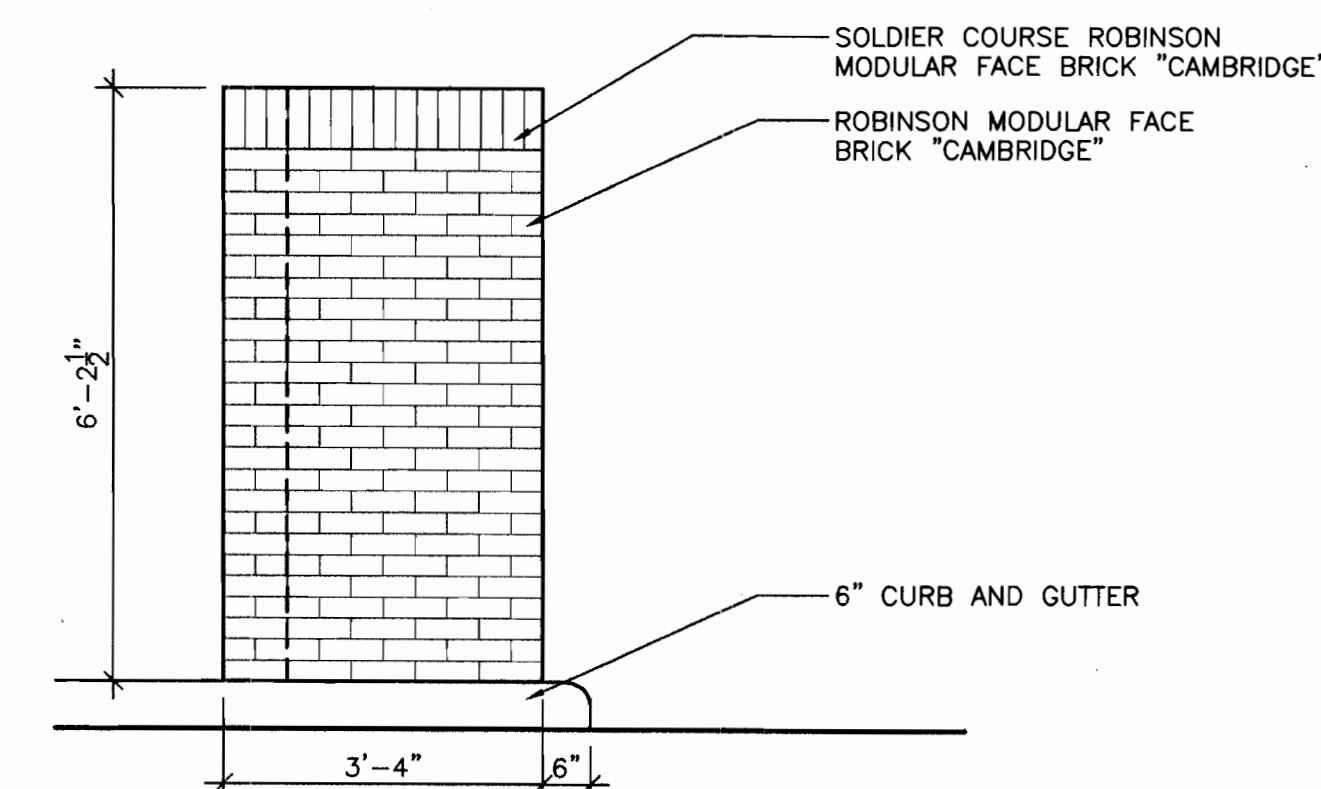 SOLDIER COURSE ROBINSON
MODULAR FACE BRICK "CAMBRIDGE"
ROBINSON MODULAR FACE
BRICK "CAMBRIDGE"
6'-2½"
6" CURB AND GUTTER
3'-4"
6"